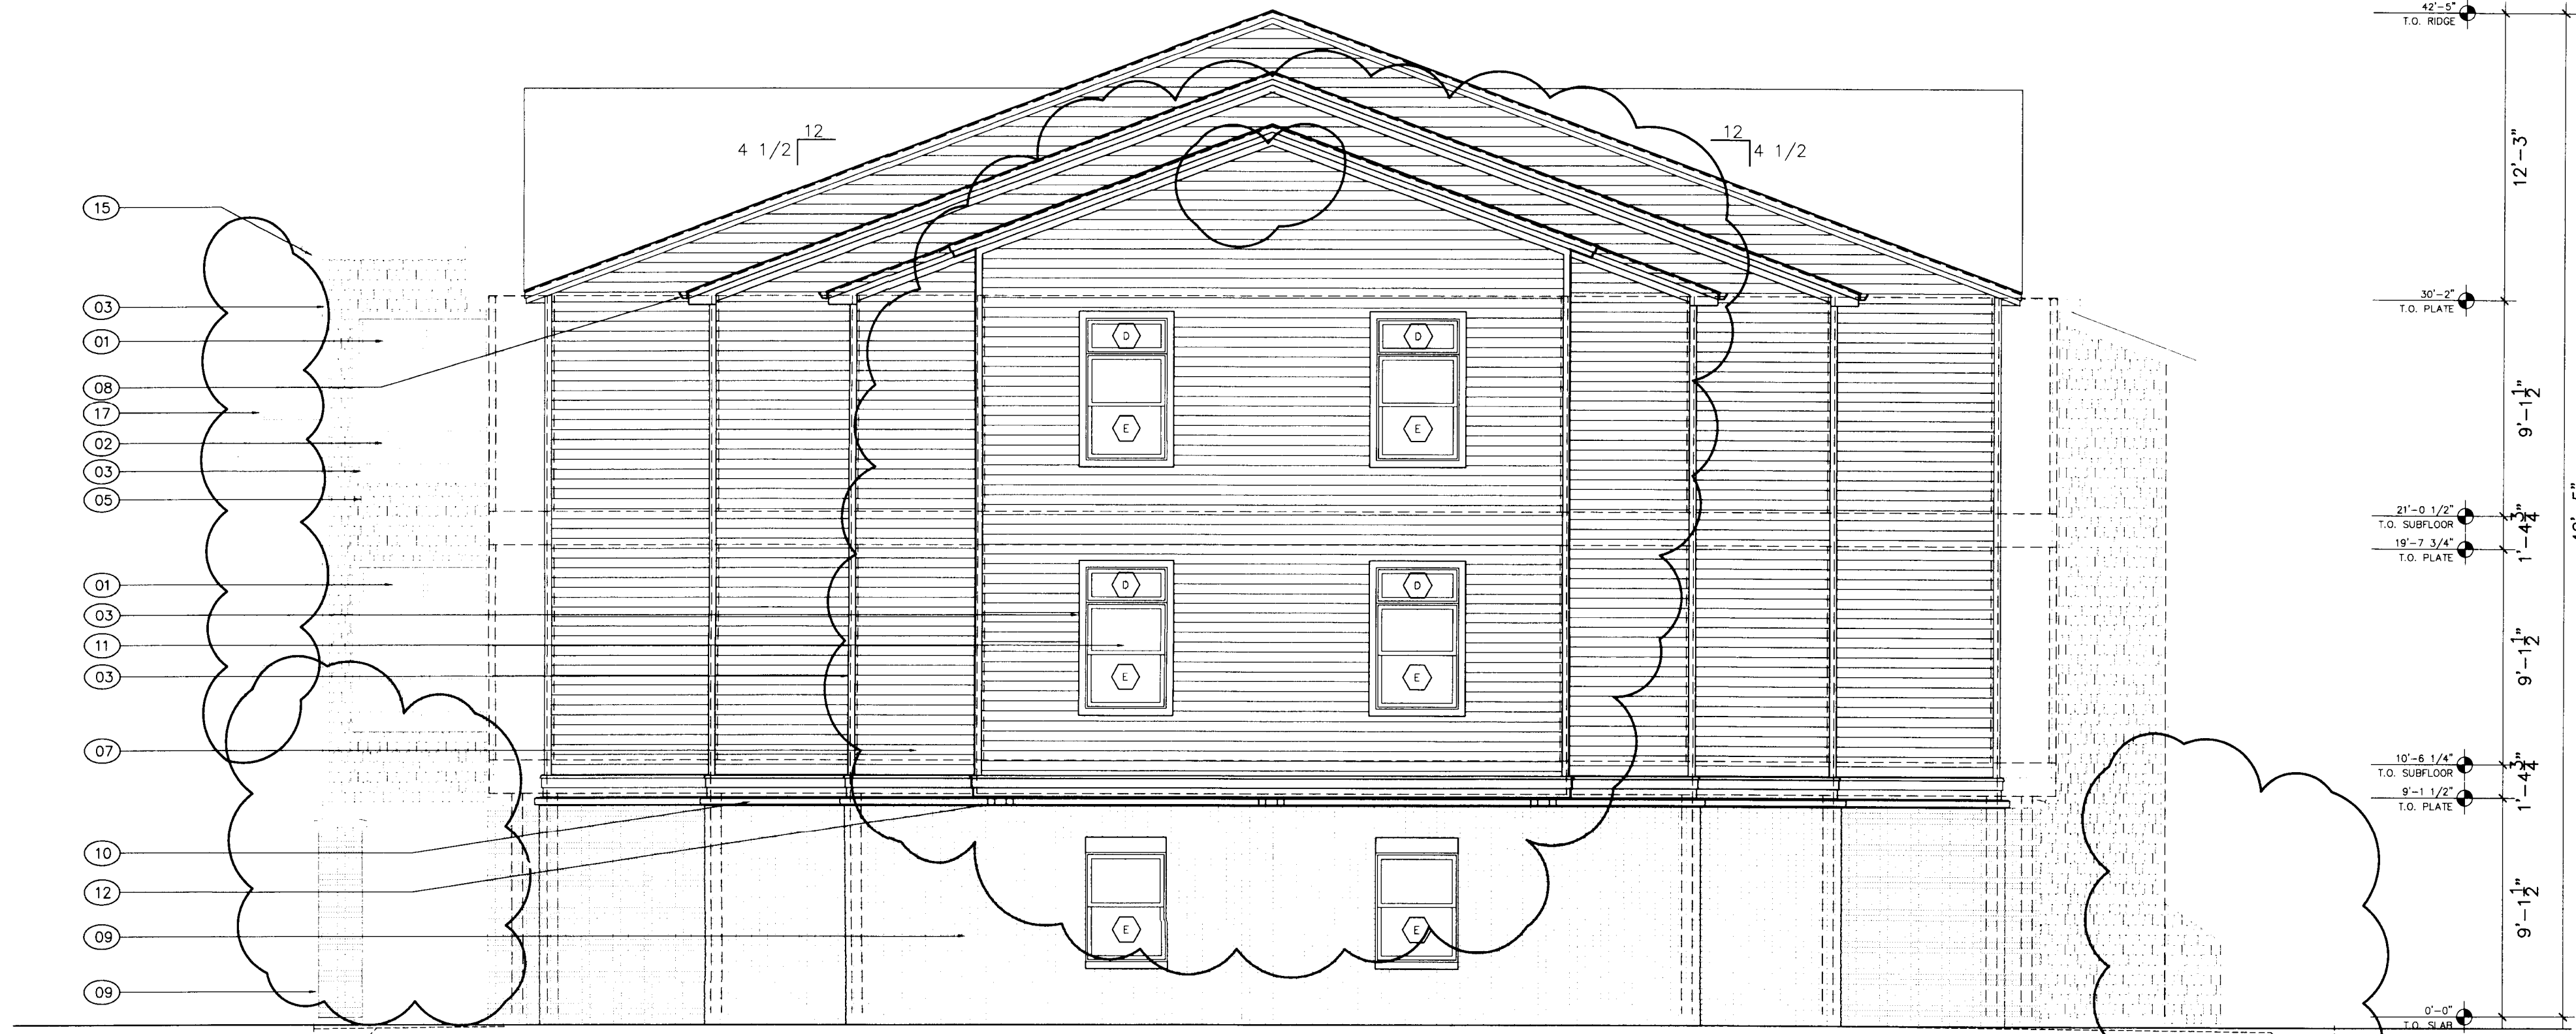 42'-5"
T.O. RIDGE
12
4 1/2
12
4 1/2
12'-3"
15
03
30'-2"
T.O. PLATE
01
D
D
08
17
9'-1 1/2"
02
E
E
03
05
21'-0 1/2"
T.O. SUBFLOOR
1'-4 3/4"
19'-7 3/4"
T.O. PLATE
01
D
D
03
11
9'-1 1/2"
03
E
E
07
10'-6 1/4"
T.O. SUBFLOOR
1'-4 3/4"
9'-1 1/2"
T.O. PLATE
10
12
9'-1 1/2"
09
E
E
09
0'-0"
T.O. SLAB